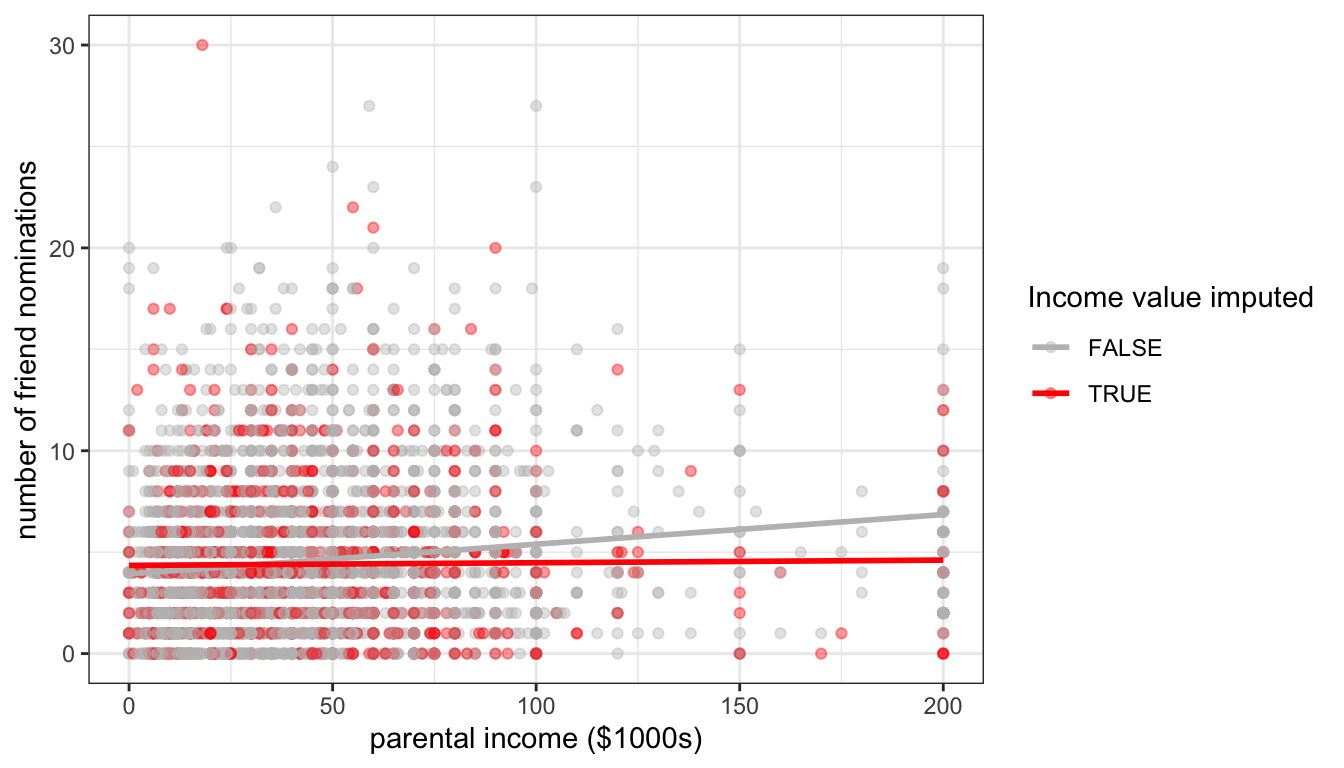 number of friend nominations
30
20
10
0
0 50 100 150 200
parental income ($1000s)
Income value imputed
FALSE
TRUE